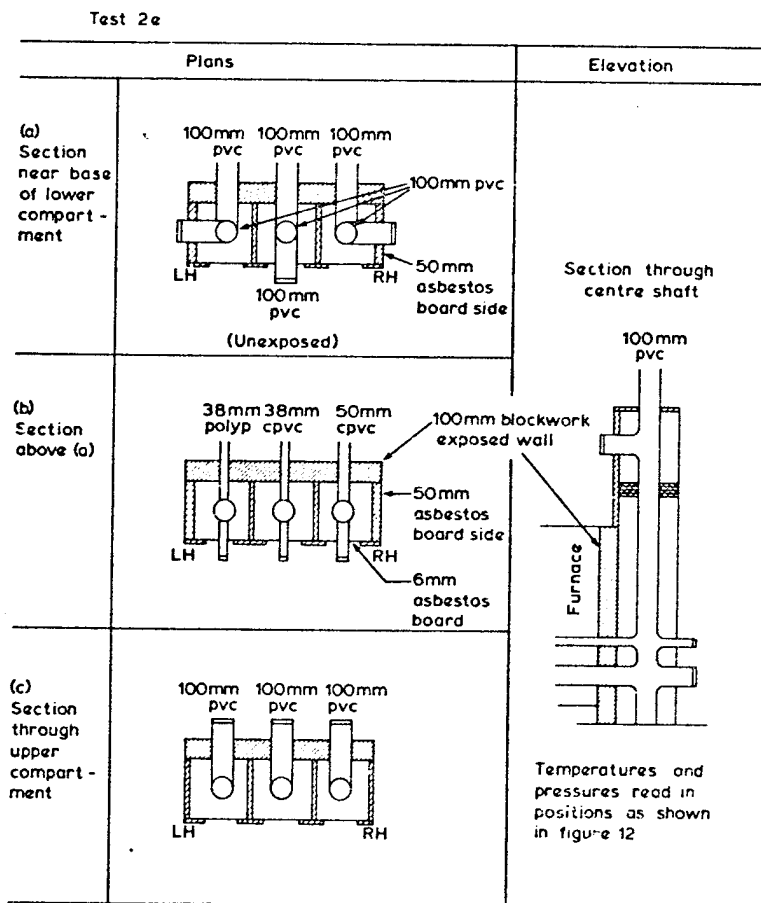 Test 2e
Plans
Elevation
(a)
Section
near base
of lower
compart-
ment
100mm 100mm 100mm
pvc pvc pvc
100mm pvc
LH
RH
50mm
asbestos
board side
100mm
pvc
(Unexposed)
(b)
Section
above (a)
38mm 38mm 50mm
polyp cpvc cpvc
100mm blockwork
exposed wall
50mm
asbestos
board side
LH
RH
6mm
asbestos
board
(c)
Section
through
upper
compart-
ment
100mm 100mm 100mm
pvc pvc pvc
LH
RH
Section through
centre shaft
100mm
pvc
Furnace
Temperatures and
pressures read in
positions as shown
in figure 12